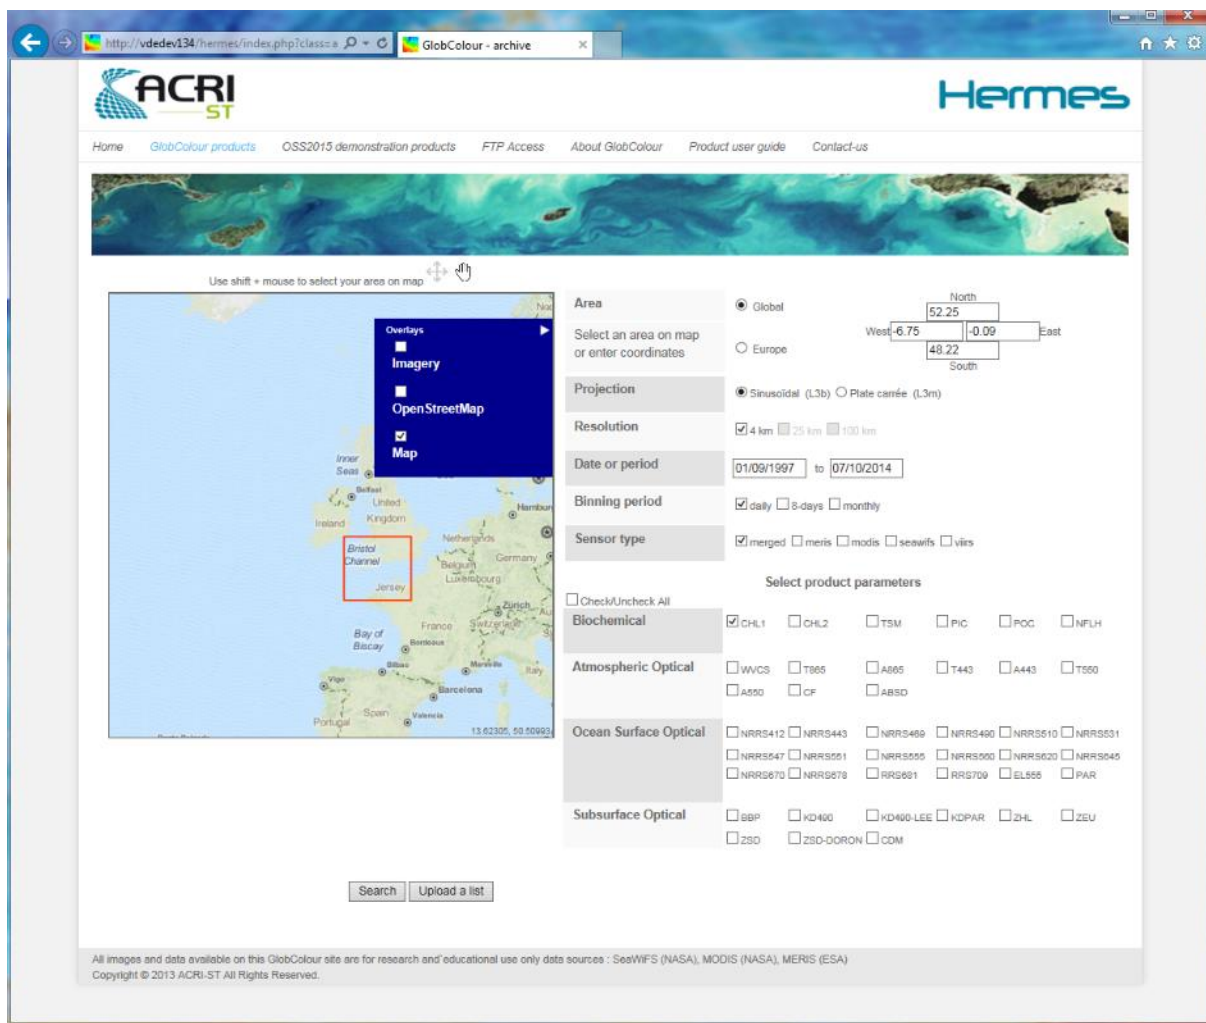 http://vdedev134/hermes/index.php?class=a
GlobColour - archive
ACRI
ST
Hermes
Home GlobColour products OSS2015 demonstration products FTP Access About GlobColour Product user guide Contact-us
Use shift + mouse to select your area on map
Overlays
Imagery
OpenStreetMap
Map
Inner
Seas
Belfast
United
Kingdom
Ireland
Hamburg
Netherlands
Bristol
Channel
Belgium
Germany
Luxembourg
Jersey
Zürich
France
Switzerland
Bay of
Biscay
Bordeaux
Bilbao
Marseille
Italy
Vigo
Barcelona
Spain
Portugal
Valencia
13.62305, 50.50993
Area
Global
North
52.25
Select an area on map
or enter coordinates
West -6.75 -0.09 East
Europe
48.22
South
Projection
Sinusoïdal (L3b) Plate carrée (L3m)
Resolution
4 km 25 km 100 km
Date or period
01/09/1997 to 07/10/2014
Binning period
daily 8-days monthly
Sensor type
merged meris modis seawifs viirs
Select product parameters
Check/Uncheck All
Biochemical
CHL1 CHL2 TSM PIC POC NFLH
Atmospheric Optical
WVCS T865 A865 T443 A443 T550
A550 CF ABSD
Ocean Surface Optical
NRRS412 NRRS443 NRRS469 NRRS490 NRRS510 NRRS531
NRRS547 NRRS551 NRRS555 NRRS560 NRRS620 NRRS645
NRRS670 NRRS678 RRS681 RRS709 EL555 PAR
Subsurface Optical
BBP KD490 KD490-LEE KDPAR ZHL ZEU
ZSD ZSD-DORON CDM
Search Upload a list
All images and data available on this GlobColour site are for research and educational use only data sources : SeaWiFS (NASA), MODIS (NASA), MERIS (ESA)
Copyright © 2013 ACRI-ST All Rights Reserved.